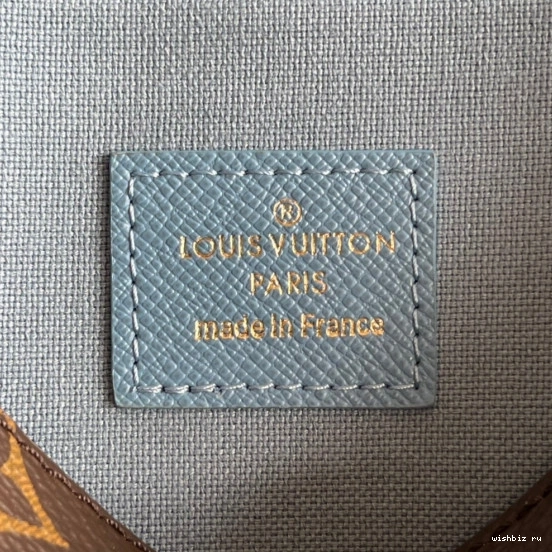 ®
LOUIS VUITTON
PARIS
made in France
wishbiz ru